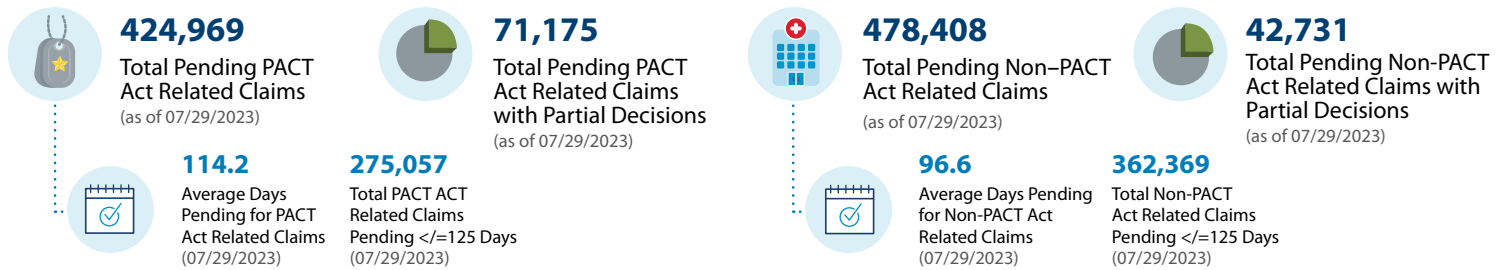 424,969
Total Pending PACT
Act Related Claims
(as of 07/29/2023)
71,175
Total Pending PACT
Act Related Claims
with Partial Decisions
(as of 07/29/2023)
114.2
Average Days
Pending for PACT
Act Related Claims
(07/29/2023)
275,057
Total PACT ACT
Related Claims
Pending </=125 Days
(07/29/2023)
478,408
Total Pending Non–PACT
Act Related Claims
(as of 07/29/2023)
42,731
Total Pending Non-PACT
Act Related Claims with
Partial Decisions
(as of 07/29/2023)
96.6
Average Days Pending
for Non-PACT Act
Related Claims
(07/29/2023)
362,369
Total Non-PACT
Act Related Claims
Pending </=125 Days
(07/29/2023)